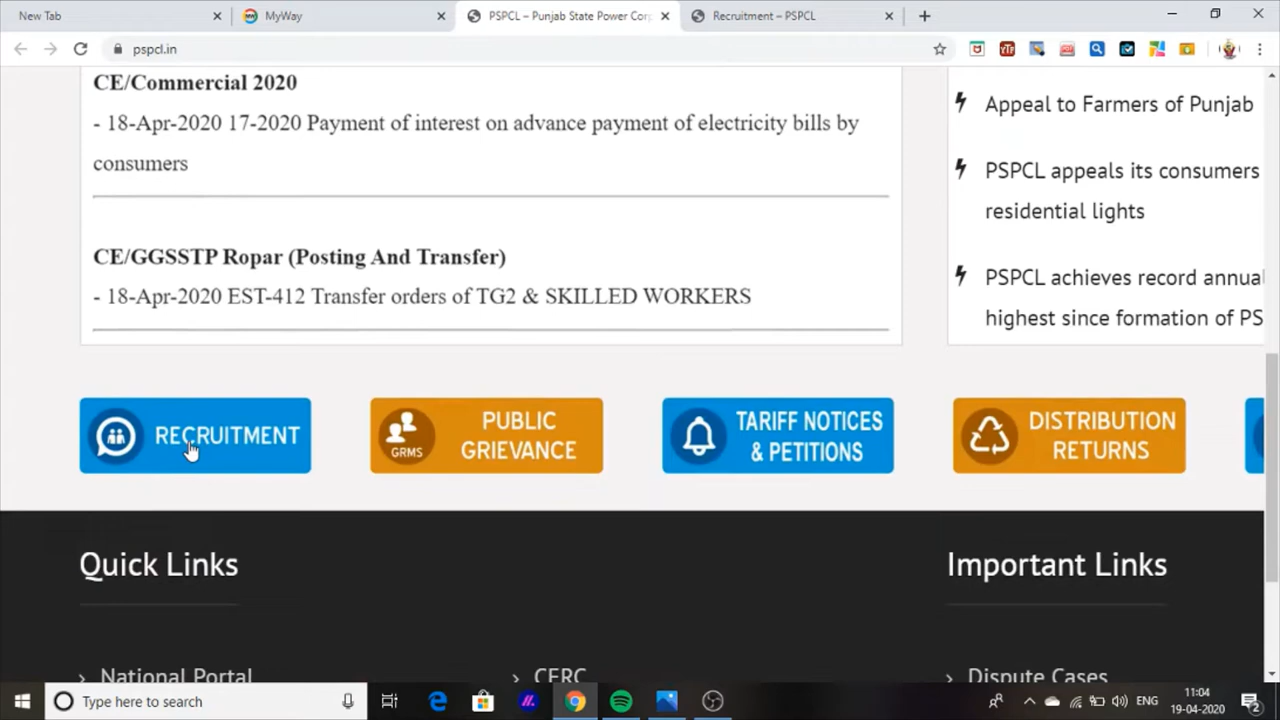 New Tab
MyWay
PSPCL – Punjab State Power Corp
Recruitment – PSPCL
pspcl.in
CE/Commercial 2020
- 18-Apr-2020 17-2020 Payment of interest on advance payment of electricity bills by
consumers
CE/GGSSTP Ropar (Posting And Transfer)
- 18-Apr-2020 EST-412 Transfer orders of TG2 & SKILLED WORKERS
Appeal to Farmers of Punjab
PSPCL appeals its consumers
residential lights
PSPCL achieves record annual
highest since formation of PS
RECRUITMENT
GRMS
PUBLIC
GRIEVANCE
TARIFF NOTICES
& PETITIONS
DISTRIBUTION
RETURNS
Quick Links
Important Links
National Portal
CERC
Dispute Cases
Type here to search
ENG
11:04
19-04-2020
2